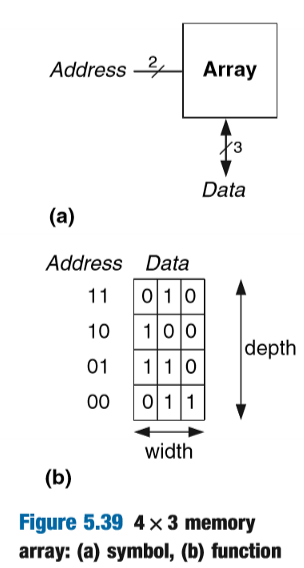 Address 2 Array
3
Data
(a)
Address Data
11 0 1 0
10 1 0 0
01 1 1 0
00 0 1 1
depth
width
(b)
Figure 5.39 4 × 3 memory
array: (a) symbol, (b) function